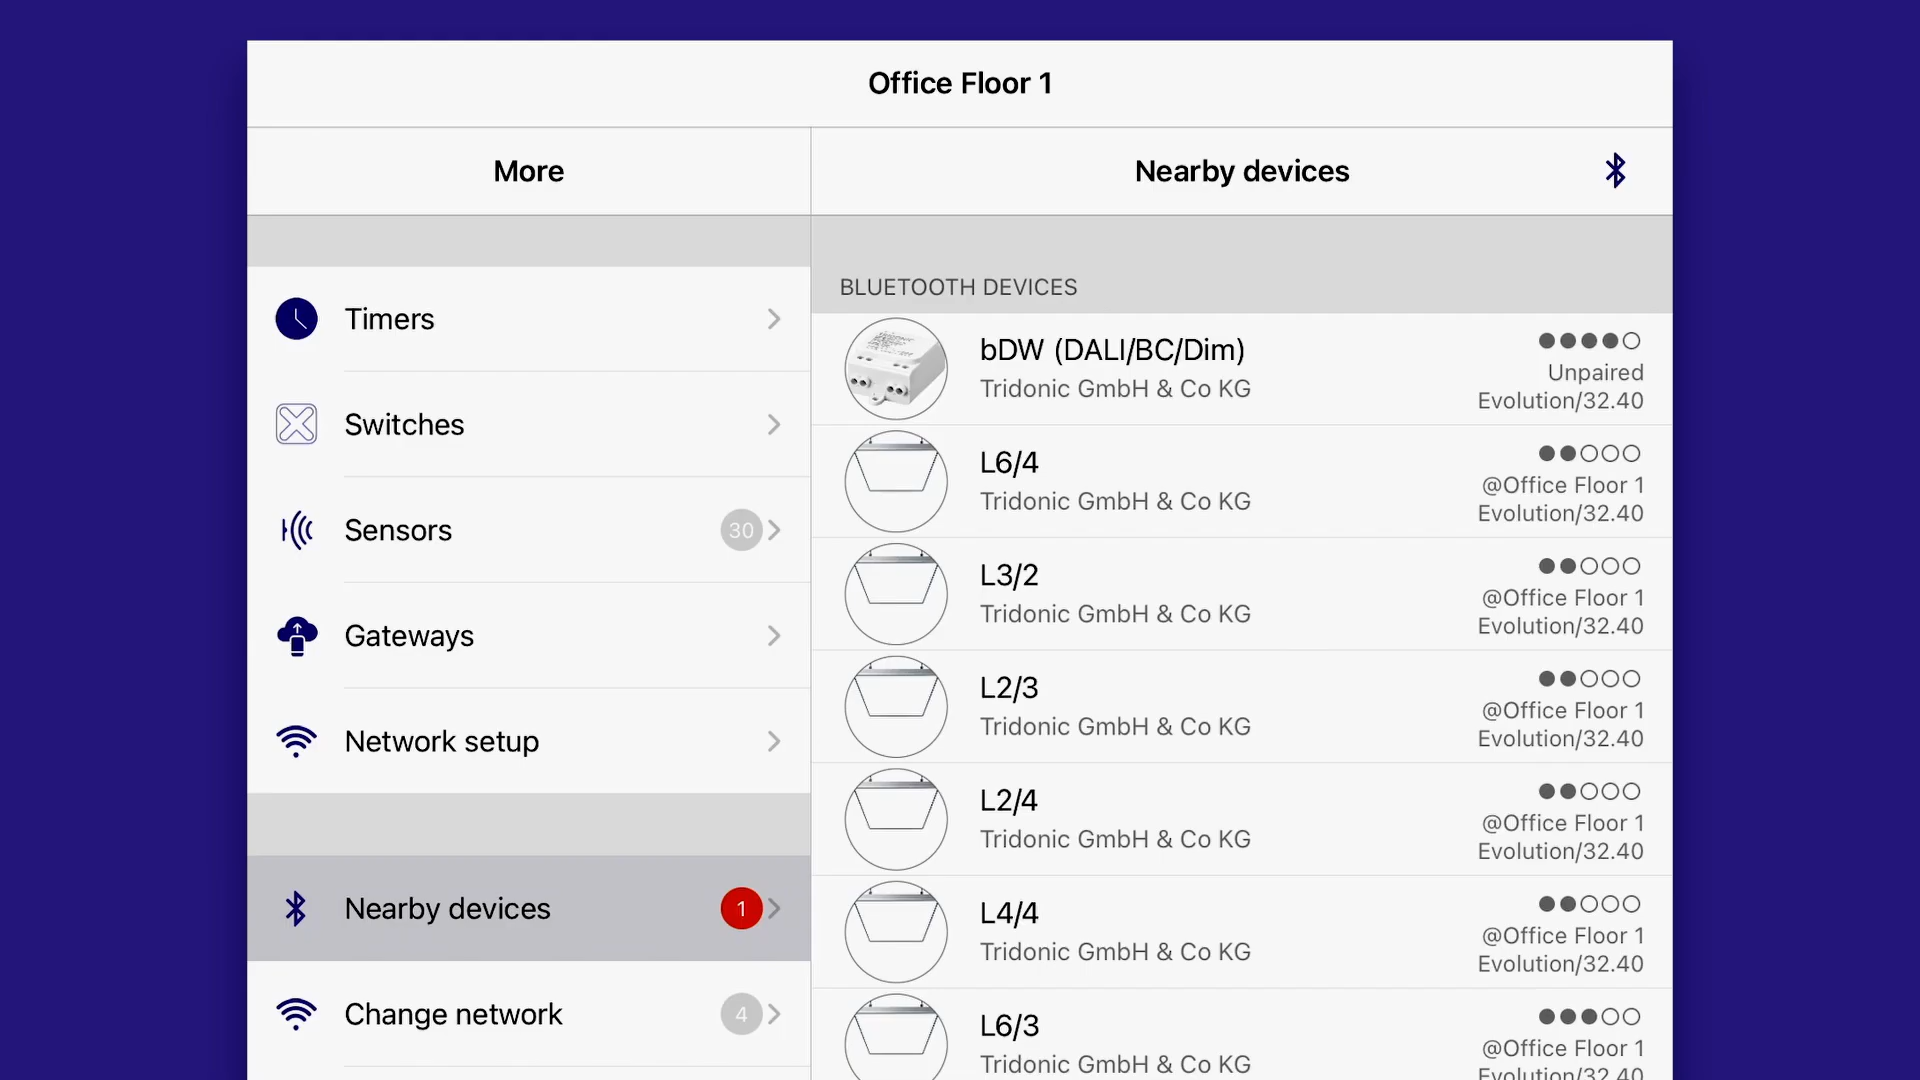 Office Floor 1
More
Nearby devices
Timers
Switches
Sensors
30
Gateways
Network setup
Nearby devices
1
Change network
4
BLUETOOTH DEVICES
bDW (DALI/BC/Dim)
Tridonic GmbH & Co KG
Unpaired
Evolution/32.40
L6/4
Tridonic GmbH & Co KG
@Office Floor 1
Evolution/32.40
L3/2
Tridonic GmbH & Co KG
@Office Floor 1
Evolution/32.40
L2/3
Tridonic GmbH & Co KG
@Office Floor 1
Evolution/32.40
L2/4
Tridonic GmbH & Co KG
@Office Floor 1
Evolution/32.40
L4/4
Tridonic GmbH & Co KG
@Office Floor 1
Evolution/32.40
L6/3
Tridonic GmbH & Co KG
@Office Floor 1
Evolution/32.40